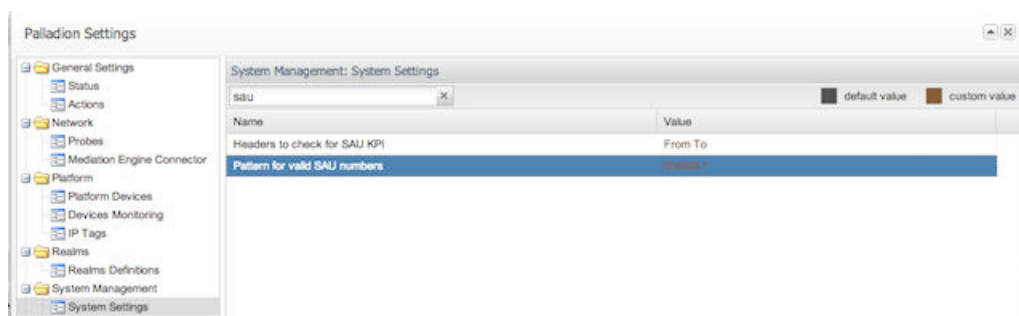 Palladion Settings
General Settings
Status
Actions
Network
Probes
Mediation Engine Connector
Platform
Platform Devices
Devices Monitoring
IP Tags
Realms
Realms Definitions
System Management
System Settings
System Management: System Settings
sau
default value custom value
Name Value
Headers to check for SAU KPI From To
Pattern for valid SAU numbers